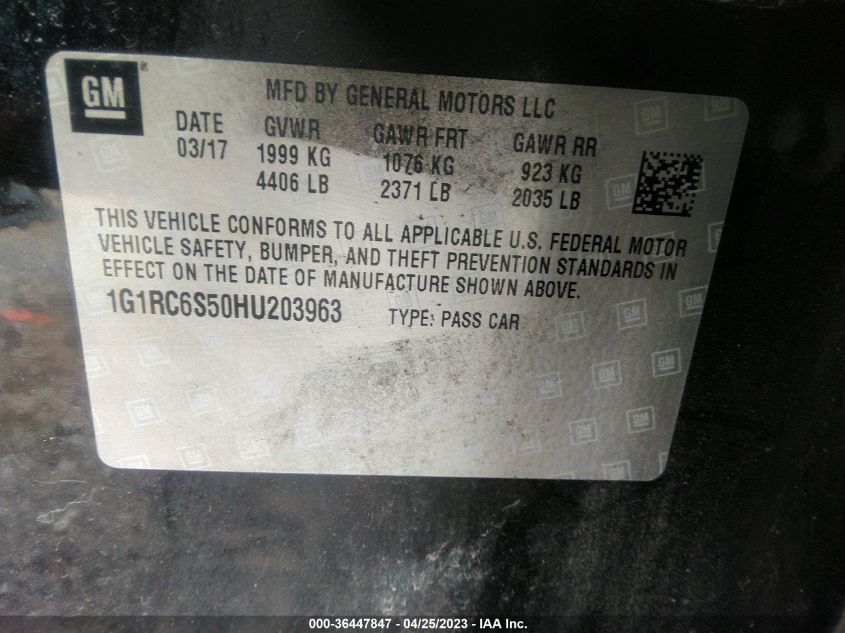 GM ®
MFD BY GENERAL MOTORS LLC
DATE GVWR GAWR FRT GAWR RR
03/17 1999 KG 1076 KG 923 KG
4406 LB 2371 LB 2035 LB
THIS VEHICLE CONFORMS TO ALL APPLICABLE U.S. FEDERAL MOTOR
VEHICLE SAFETY, BUMPER, AND THEFT PREVENTION STANDARDS IN
EFFECT ON THE DATE OF MANUFACTURE SHOWN ABOVE.
1G1RC6S50HU203963 TYPE: PASS CAR
000-36447847 - 04/25/2023 - IAA Inc.